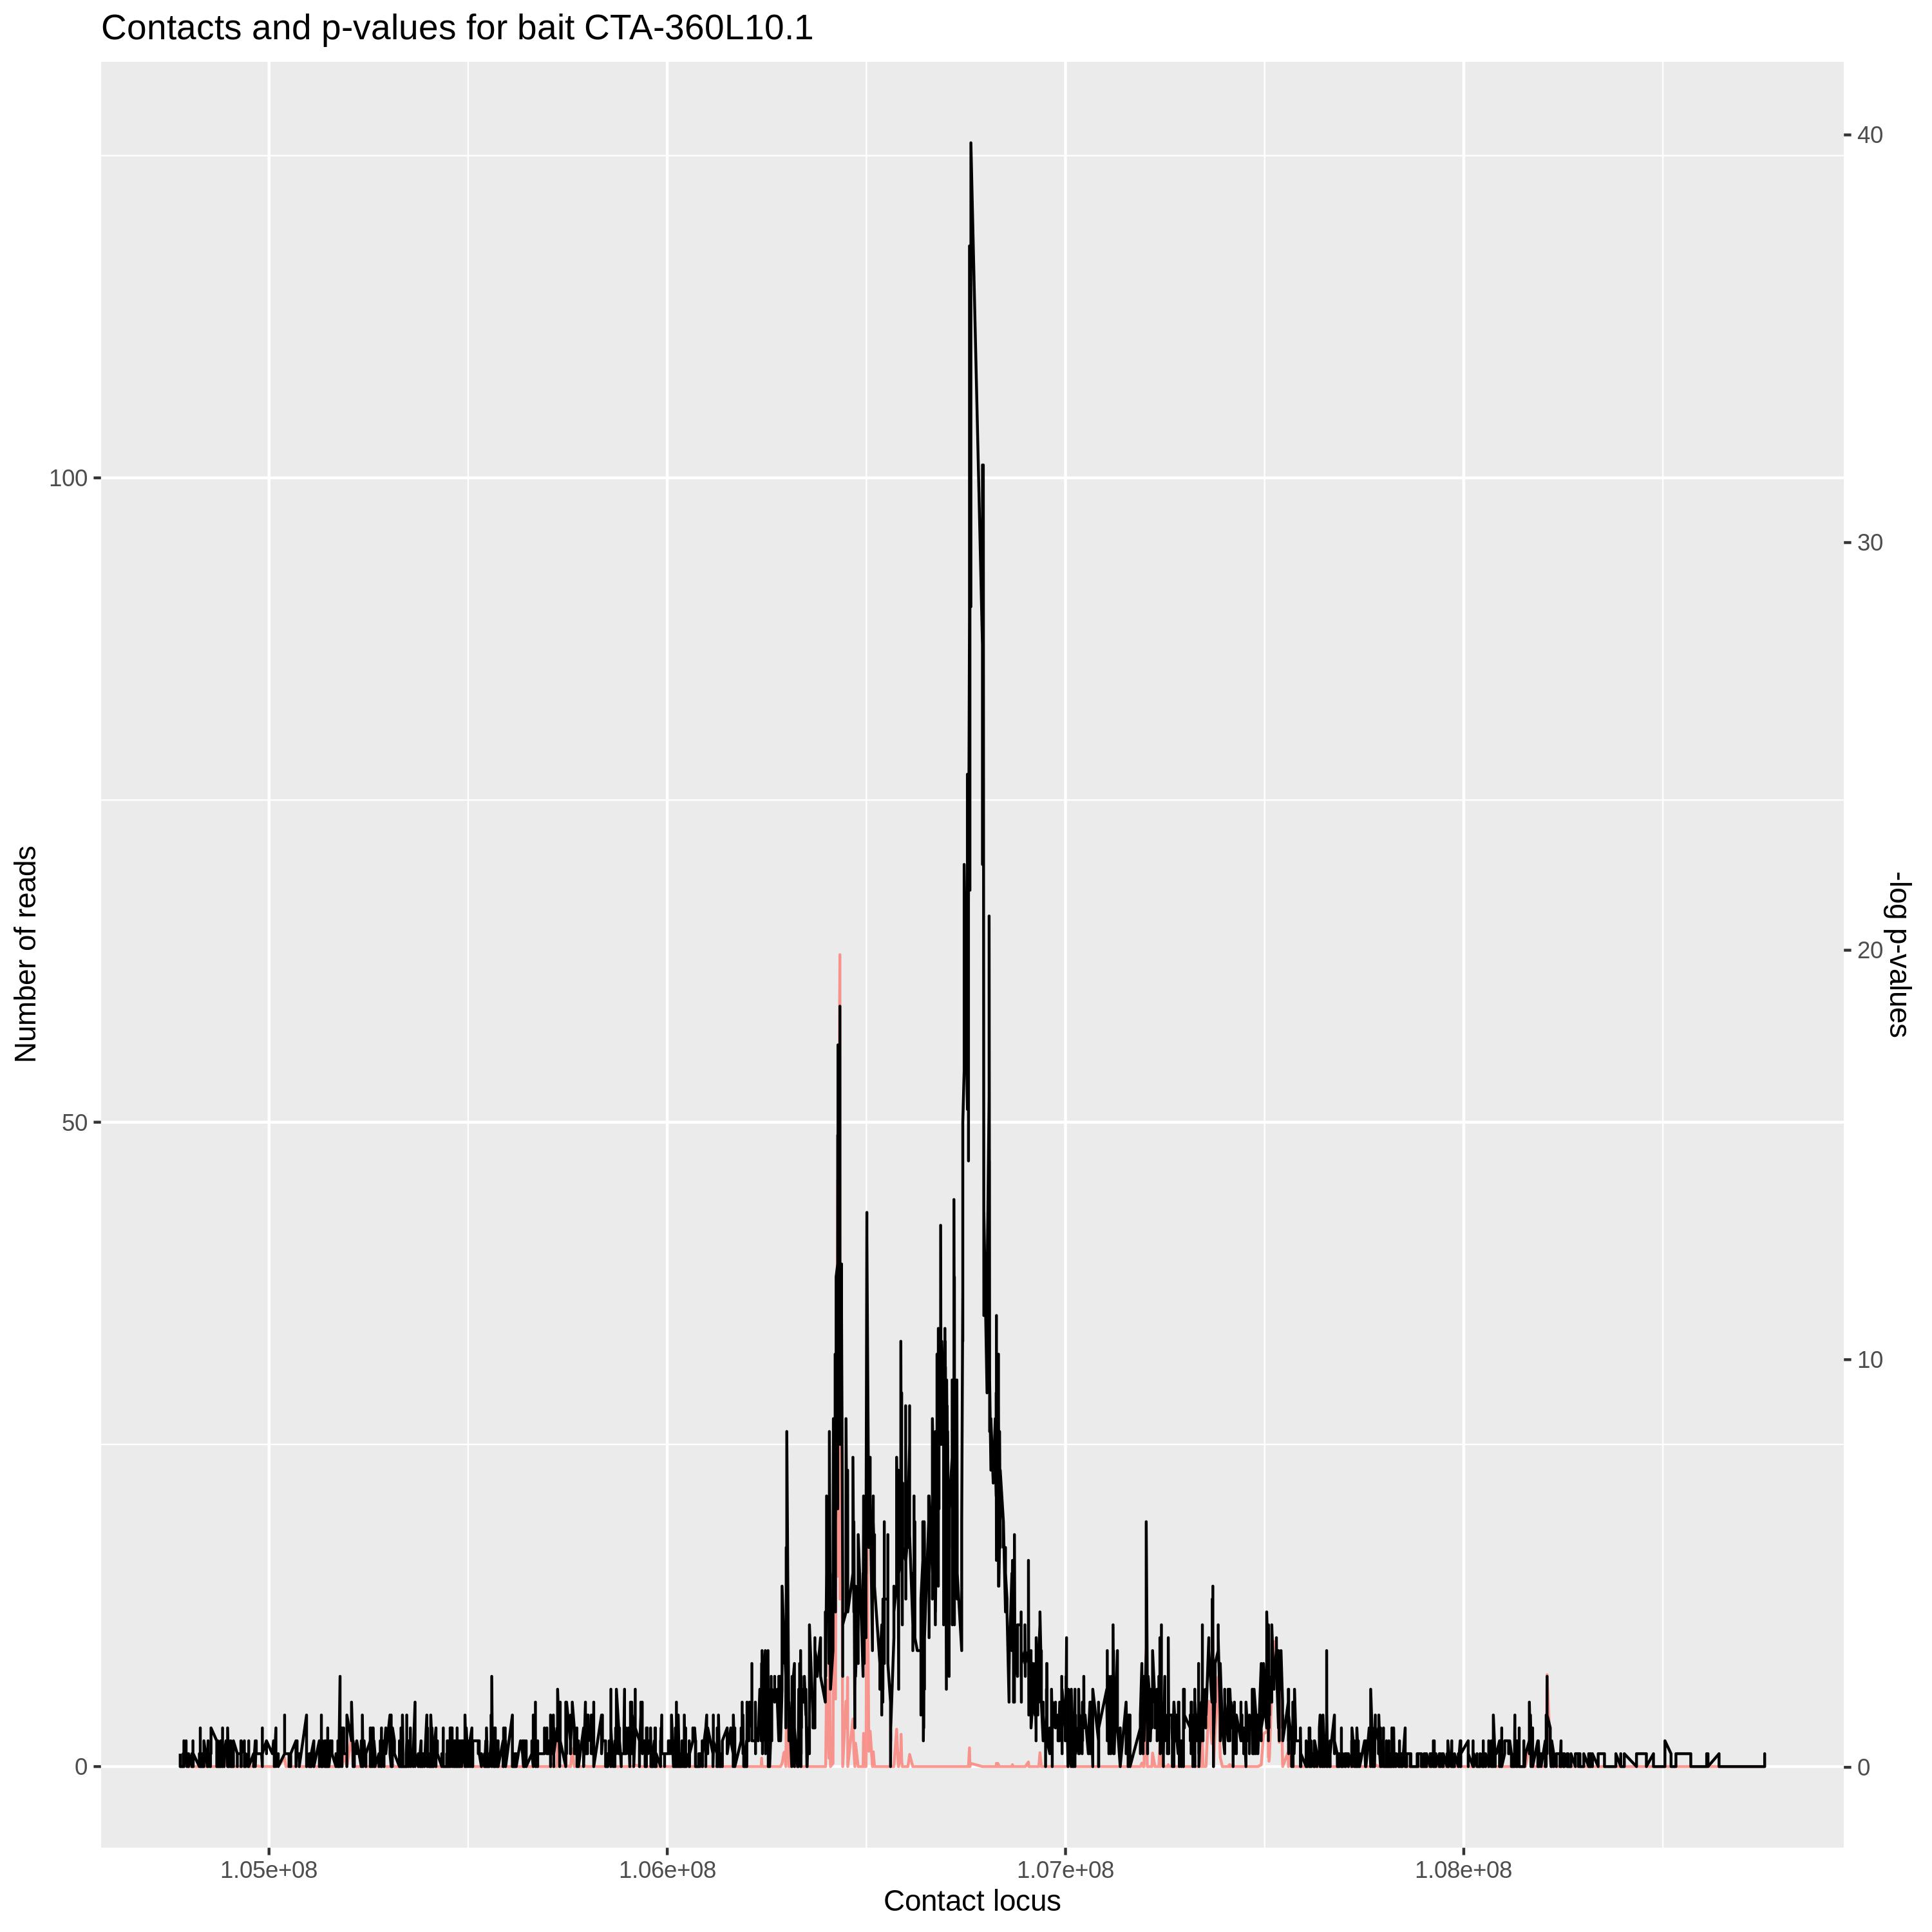 Contacts and p-values for bait CTA-360L10.1
Number of reads
100
50
0
40
30
20
10
0
-log p-values
1.05e+08 1.06e+08 1.07e+08 1.08e+08
Contact locus